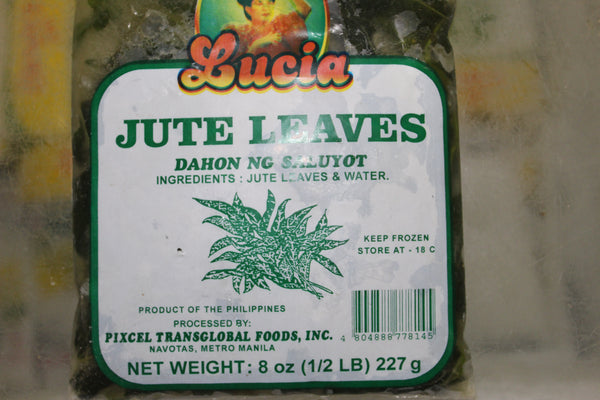 Lucia
JUTE LEAVES
DAHON NG SALUYOT
INGREDIENTS : JUTE LEAVES & WATER.
KEEP FROZEN
STORE AT - 18 C
PRODUCT OF THE PHILIPPINES
PROCESSED BY:
PIXCEL TRANSGLOBAL FOODS, INC.
NAVOTAS, METRO MANILA
4 804888 778145
NET WEIGHT: 8 oz (1/2 LB) 227 g